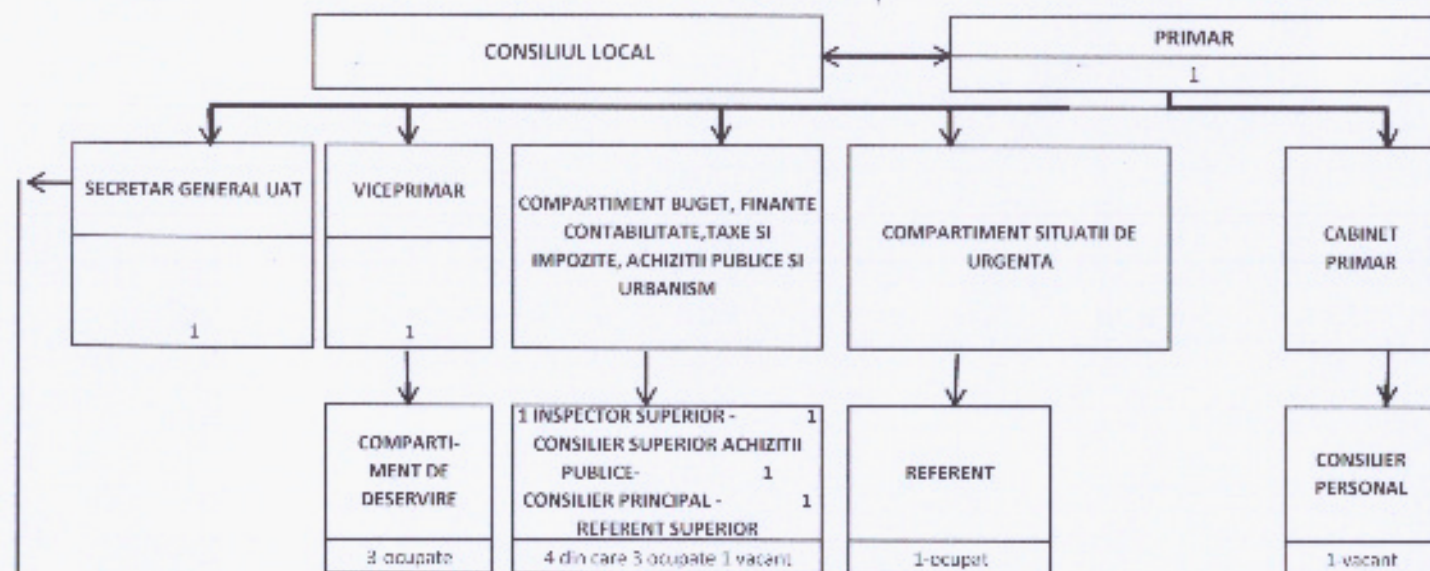 CONSILIUL LOCAL
PRIMAR
1
SECRETAR GENERAL UAT
1
VICEPRIMAR
1
COMPARTIMENT BUGET, FINANTE
CONTABILITATE,TAXE SI
IMPOZITE, ACHIZITII PUBLICE SI
URBANISM
COMPARTIMENT SITUATII DE
URGENTA
CABINET
PRIMAR
COMPARTI-
MENT DE
DESERVIRE
3 ocupate
1 INSPECTOR SUPERIOR - 1
CONSILIER SUPERIOR ACHIZITII
PUBLICE- 1
CONSILIER PRINCIPAL - 1
REFERENT SUPERIOR
4 din care 3 ocupate 1 vacant
REFERENT
1-ocupat
CONSILIER
PERSONAL
1-vacant